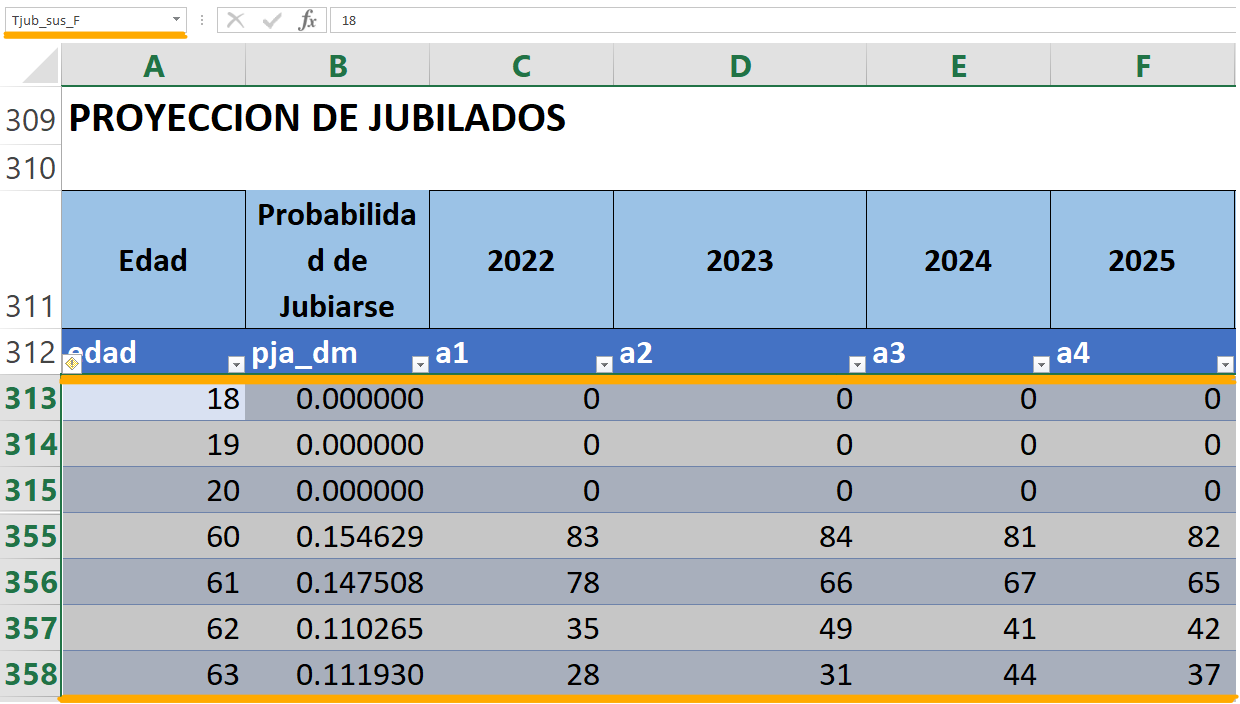 Tjub_sus_F fx 18
A B C D E F
309 PROYECCION DE JUBILADOS
310
Probabilida
Edad d de 2022 2023 2024 2025
311 Jubiarse
312 edad pja_dm a1 a2 a3 a4
313 18 0.000000 0 0 0 0
314 19 0.000000 0 0 0 0
315 20 0.000000 0 0 0 0
355 60 0.154629 83 84 81 82
356 61 0.147508 78 66 67 65
357 62 0.110265 35 49 41 42
358 63 0.111930 28 31 44 37